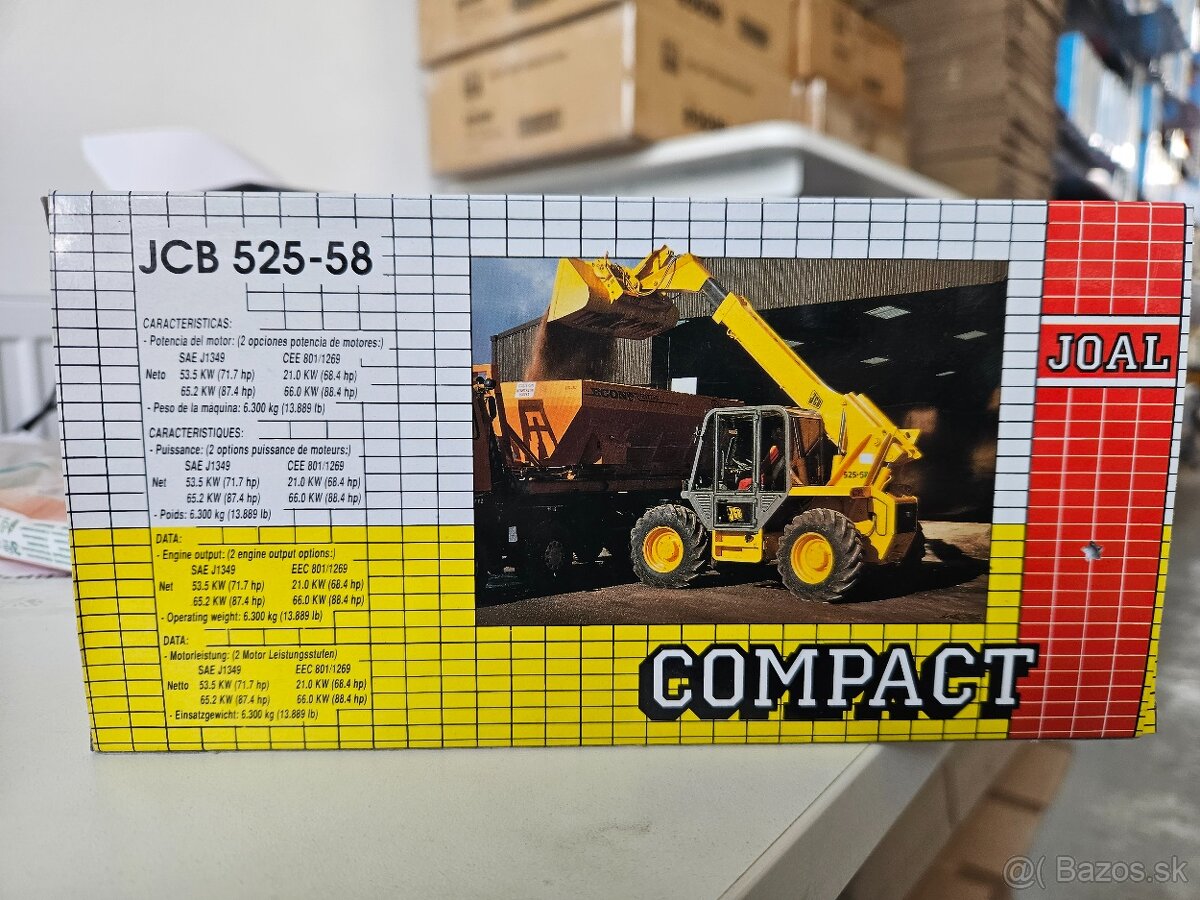 JCB 525-58
CARACTERISTICAS:
- Potencia del motor: (2 opciones potencia de motores:)
SAE J1349 CEE 801/1269
Neto 53.5 KW (71.7 hp) 21.0 KW (68.4 hp)
65.2 KW (87.4 hp) 66.0 KW (88.4 hp)
- Peso de la maquina: 6.300 kg (13.889 lb)
CARACTERISTIQUES:
- Puissance: (2 options puissance de moteurs:)
SAE J1349 CEE 801/1269
Net 53.5 KW (71.7 hp) 21.0 KW (68.4 hp)
65.2 KW (87.4 hp) 66.0 KW (88.4 hp)
- Poids: 6.300 kg (13.889 lb)
DATA:
- Engine output: (2 engine output options:)
SAE J1349 EEC 801/1269
Net 53.5 KW (71.7 hp) 21.0 KW (68.4 hp)
65.2 KW (87.4 hp) 66.0 KW (88.4 hp)
- Operating weight: 6.300 kg (13.889 lb)
DATA:
- Motorleistung: (2 Motor Leistungsstufen)
SAE J1349 EEC 801/1269
Netto 53.5 KW (71.7 hp) 21.0 KW (68.4 hp)
65.2 KW (87.4 hp) 66.0 KW (88.4 hp)
- Einsatzgewicht: 6.300 kg (13.889 lb)
JCB
525-58
JCB
JOAL
COMPACT
@( Bazos.sk